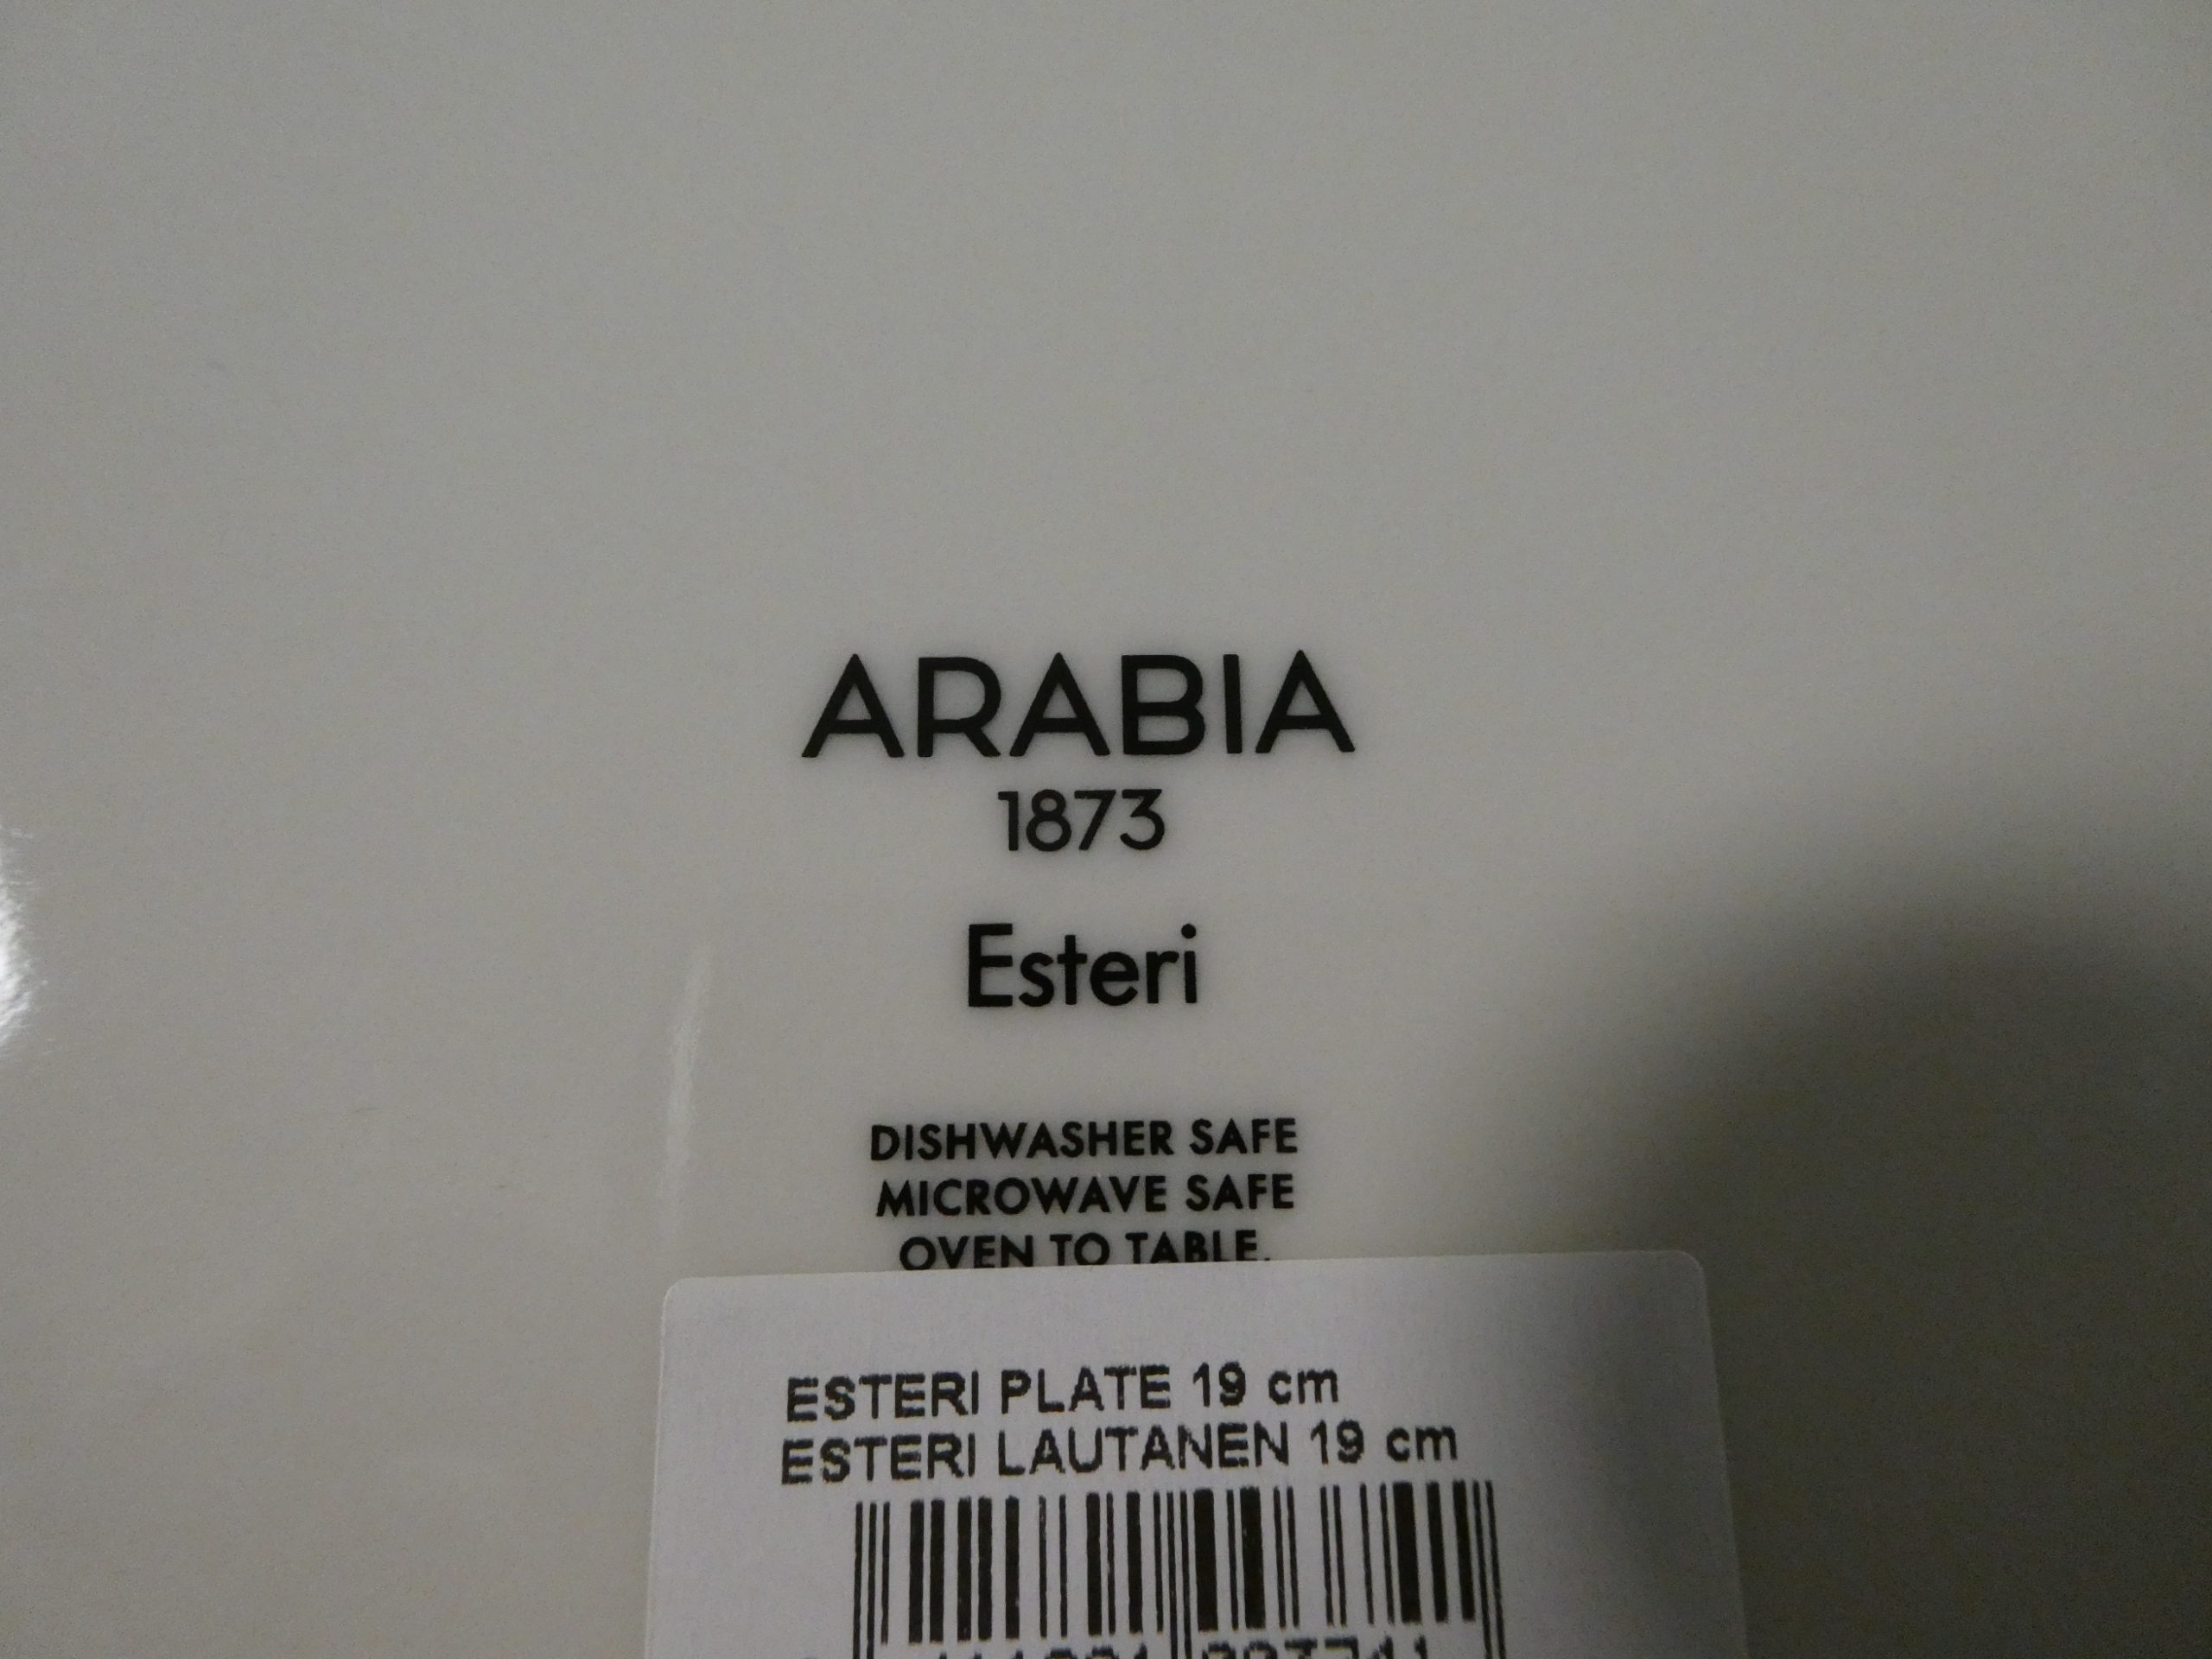 ARABIA
1873
Esteri
DISHWASHER SAFE
MICROWAVE SAFE
OVEN TO TABLE.
ESTERI PLATE 19 cm
ESTERI LAUTANEN 19 cm